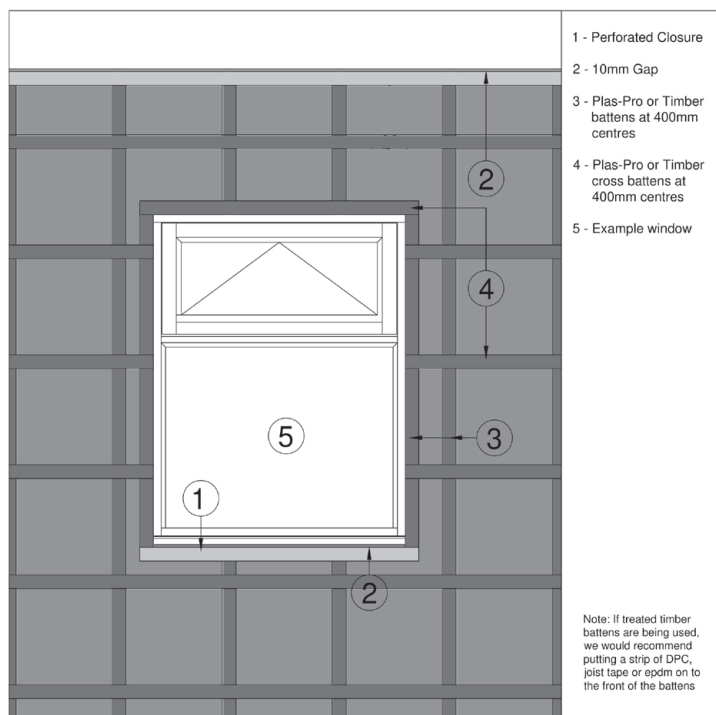 1 - Perforated Closure
2 - 10mm Gap
3 - Plas-Pro or Timber
battens at 400mm
centres
4 - Plas-Pro or Timber
cross battens at
400mm centres
5 - Example window
2
4
3
5
1
2
Note: If treated timber
battens are being used,
we would recommend
putting a strip of DPC,
joist tape or epdm on to
the front of the battens